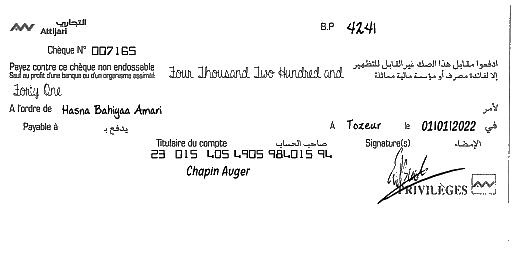 التجاري
Attijari
B.P 4241
Chèque N° 007165
Payez contre ce chèque non endossable
Sauf au profit d'une banque ou d'un organisme assimilé
Four Thousand Two Hundred and
ادفعوا مقابل هذا الصك غير القابل للتظهير
إلا لفائدة مصرف أو مؤسسة مالية مماثلة
Forty One
A l'ordre de Hasna Bahiyaa Amari
لأمر
Payable à
يدفع بـ
A Tozeur le 01/01/2022 في
Titulaire du compte صاحب الحساب
Signature(s) الإمضاء
23 015 405 4905 984015 94
Chapin Auger
PRIVILÈGES